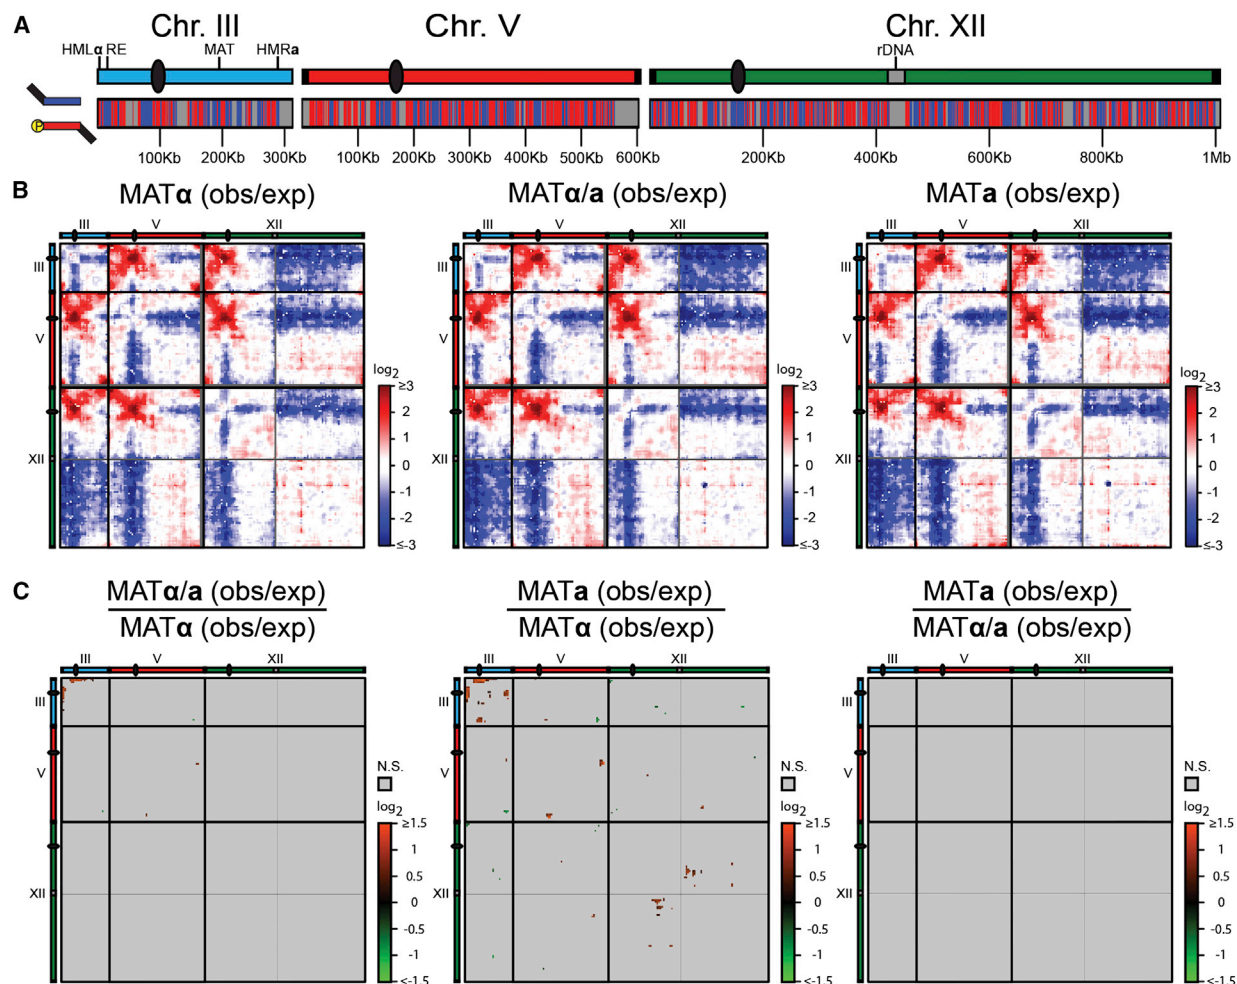 A
Chr. III
Chr. V
Chr. XII
HMLα RE MAT HMRa
rDNA
P
100Kb 200Kb 300Kb
100Kb 200Kb 300Kb 400Kb 500Kb 600Kb
200Kb 400Kb 600Kb 800Kb 1Mb
B
MATα (obs/exp)
MATα/a (obs/exp)
MATa (obs/exp)
III V XII
III V XII
III V XII
III
V
XII
log2
≥3
2
1
0
-1
-2
≤-3
III
V
XII
log2
≥3
2
1
0
-1
-2
≤-3
III
V
XII
log2
≥3
2
1
0
-1
-2
≤-3
C
MATα/a (obs/exp)
MATα (obs/exp)
MATa (obs/exp)
MATα (obs/exp)
MATa (obs/exp)
MATα/a (obs/exp)
III V XII
III V XII
III V XII
III
V
XII
N.S.
log2
≥1.5
1
0.5
0
-0.5
-1
<-1.5
III
V
XII
N.S.
log2
≥1.5
1
0.5
0
-0.5
-1
<-1.5
III
V
XII
N.S.
log2
≥1.5
1
0.5
0
-0.5
-1
<-1.5